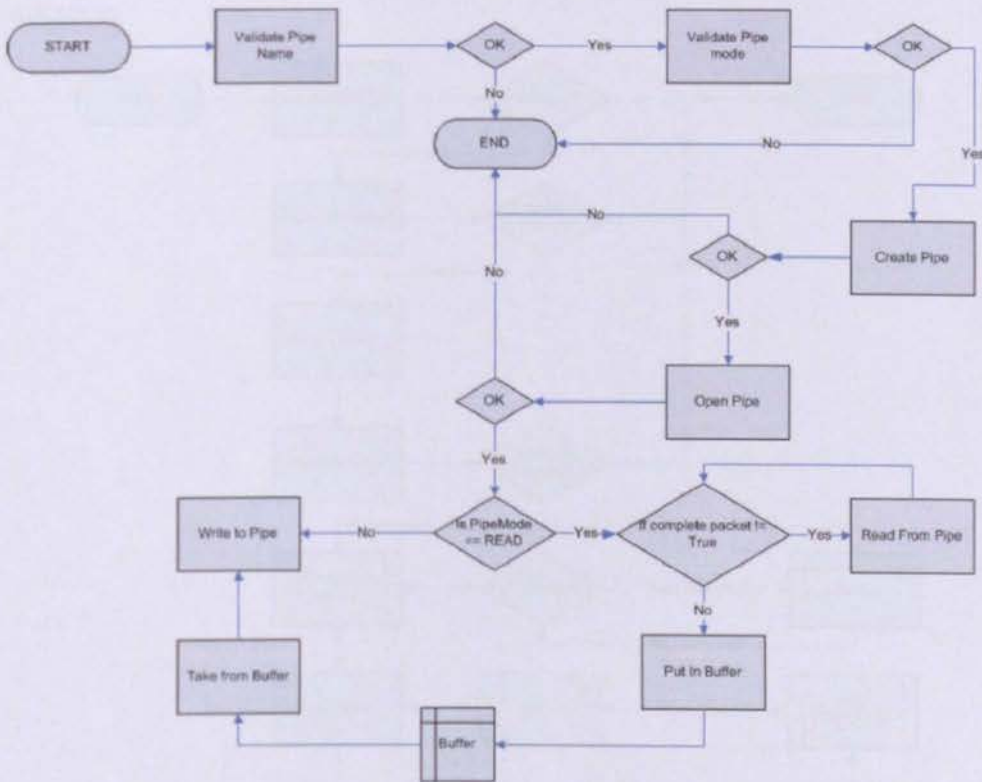 START
Validate Pipe
Name
OK
Yes
Validate Pipe
mode
OK
No
END
No
Yes
No
OK
Create Pipe
No
Yes
OK
Open Pipe
Yes
Write to Pipe
No
Is PipeMode
== READ
Yes
If complete packet !=
True
Yes
Read From Pipe
No
Take from Buffer
Put In Buffer
Buffer